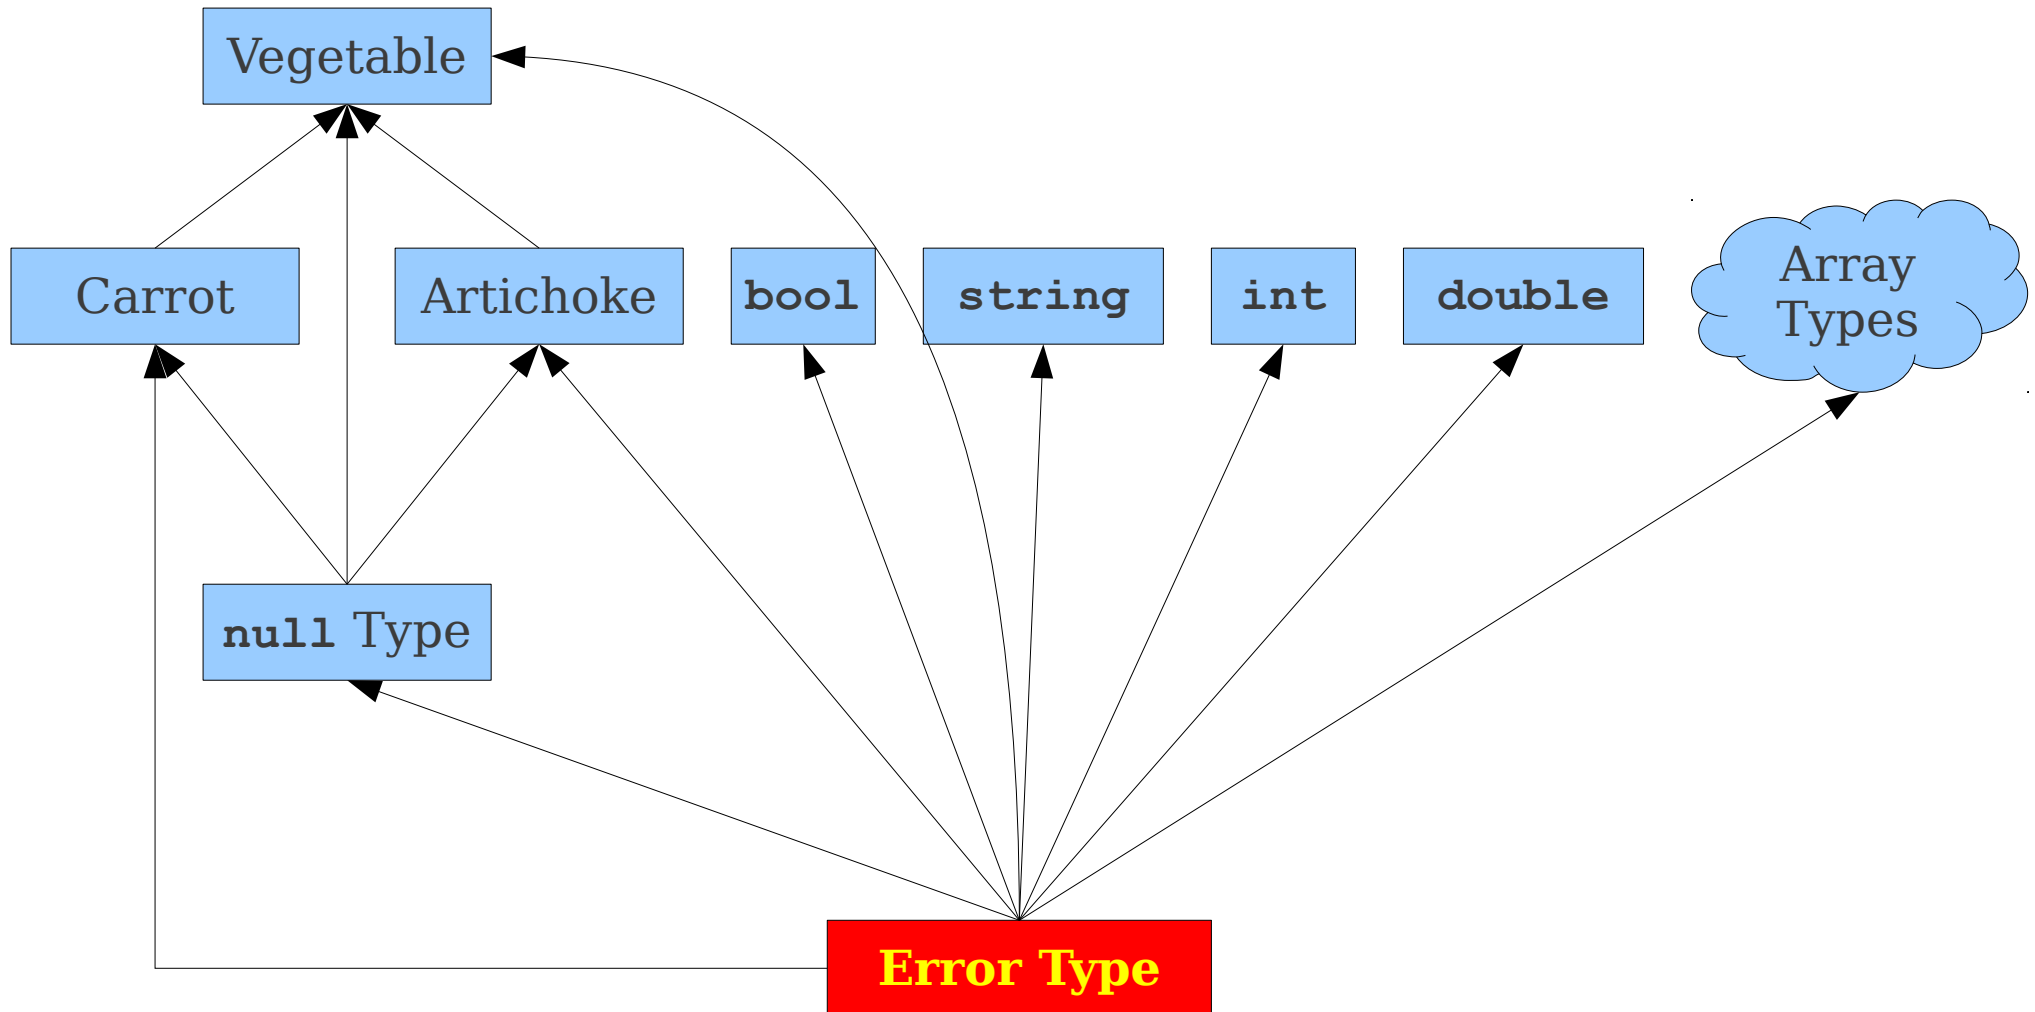 Vegetable
Carrot
Artichoke
bool
string
int
double
Array
Types
null Type
Error Type